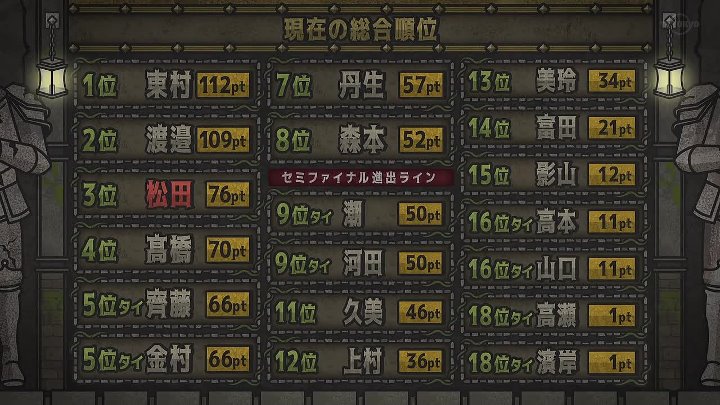 現在の総合順位
1位 東村 112pt
2位 渡邉 109pt
3位 松田 76pt
4位 髙橋 70pt
5位タイ 齊藤 66pt
5位タイ 金村 66pt
7位 丹生 57pt
8位 森本 52pt
セミファイナル進出ライン
9位タイ 潮 50pt
9位タイ 河田 50pt
11位 久美 46pt
12位 上村 36pt
13位 美玲 34pt
14位 富田 21pt
15位 影山 12pt
16位タイ 高本 11pt
16位タイ 山口 11pt
18位タイ 高瀬 1pt
18位タイ 濱岸 1pt